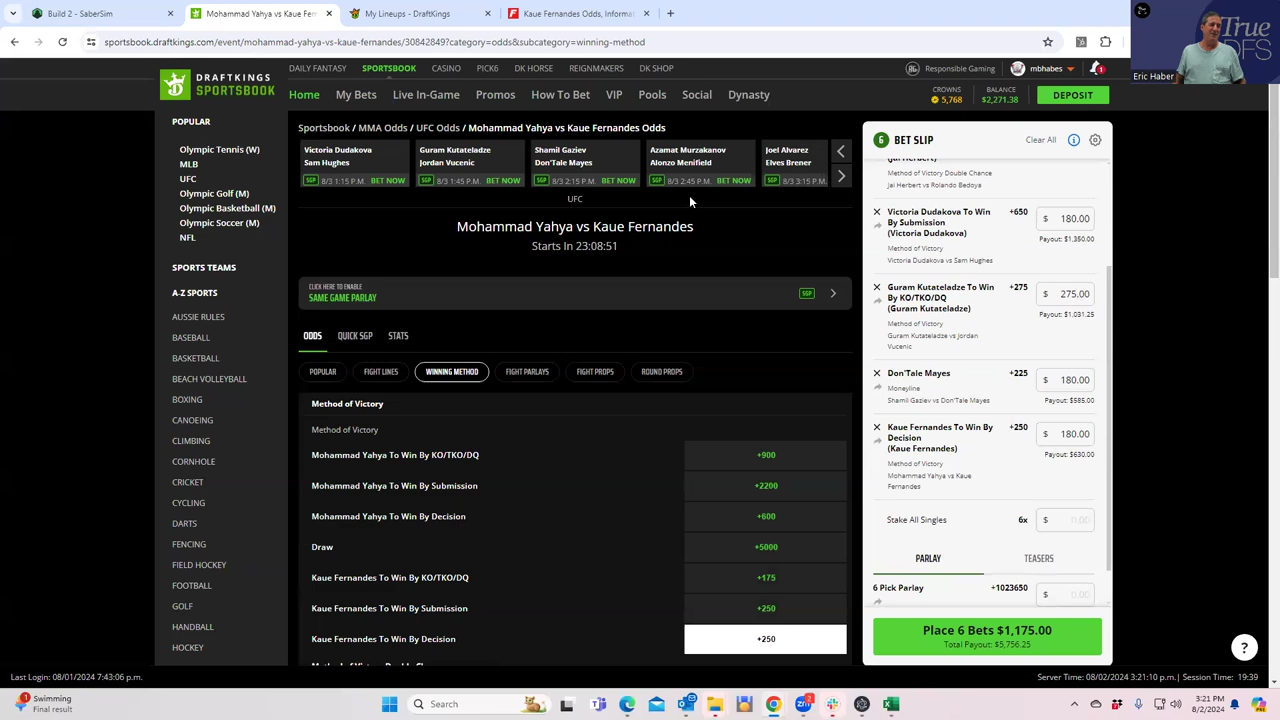 Build 2 - SaberSim
Mohammad Yahya vs Kaue Fern
My Lineups - DraftKings
Kaue Fernandes Odds, Informat
sportsbook.draftkings.com/event/mohammad-yahya-vs-kaue-fernandes/30842849?category=odds&subcategory=winning-method
True
DFS
Eric Haber
DRAFTKINGS
SPORTSBOOK
DAILY FANTASY
SPORTSBOOK
CASINO
PICK6
DK HORSE
REIGNMAKERS
DK SHOP
Responsible Gaming
mbhabes
1
Home
My Bets
Live In-Game
Promos
How To Bet
VIP
Pools
Social
Dynasty
CROWNS
5,768
BALANCE
$2,271.38
DEPOSIT
POPULAR
Olympic Tennis (W)
MLB
UFC
Olympic Golf (M)
Olympic Basketball (M)
Olympic Soccer (M)
NFL
SPORTS TEAMS
A-Z SPORTS
AUSSIE RULES
BASEBALL
BASKETBALL
BEACH VOLLEYBALL
BOXING
CANOEING
CLIMBING
CORNHOLE
CRICKET
CYCLING
DARTS
FENCING
FIELD HOCKEY
FOOTBALL
GOLF
HANDBALL
HOCKEY
Sportsbook / MMA Odds / UFC Odds / Mohammad Yahya vs Kaue Fernandes Odds
Victoria Dudakova
Sam Hughes
SGP 8/3 1:15 P.M. BET NOW
Guram Kutateladze
Jordan Vucenic
SGP 8/3 1:45 P.M. BET NOW
Shamil Gaziev
Don'Tale Mayes
SGP 8/3 2:15 P.M. BET NOW
Azamat Murzakanov
Alonzo Menifield
SGP 8/3 2:45 P.M. BET NOW
Joel Alvarez
Elves Brener
SGP 8/3 3:15 P.M.
UFC
Mohammad Yahya vs Kaue Fernandes
Starts In 23:08:51
CLICK HERE TO ENABLE
SAME GAME PARLAY
SGP
ODDS
QUICK SGP
STATS
POPULAR
FIGHT LINES
WINNING METHOD
FIGHT PARLAYS
FIGHT PROPS
ROUND PROPS
Method of Victory
Method of Victory
Mohammad Yahya To Win By KO/TKO/DQ +900
Mohammad Yahya To Win By Submission +2200
Mohammad Yahya To Win By Decision +600
Draw +5000
Kaue Fernandes To Win By KO/TKO/DQ +175
Kaue Fernandes To Win By Submission +250
Kaue Fernandes To Win By Decision +250
6 BET SLIP
Clear All
(Jai Herbert)
Method of Victory Double Chance
Jai Herbert vs Rolando Bedoya
Victoria Dudakova To Win +650 $ 180.00
By Submission
(Victoria Dudakova)
Payout: $1,350.00
Method of Victory
Victoria Dudakova vs Sam Hughes
Guram Kutateladze To Win +275 $ 275.00
By KO/TKO/DQ
(Guram Kutateladze)
Payout: $1,031.25
Method of Victory
Guram Kutateladze vs Jordan
Vucenic
Don'Tale Mayes +225 $ 180.00
Moneyline
Shamil Gaziev vs Don'Tale Mayes
Payout: $585.00
Kaue Fernandes To Win By +250 $ 180.00
Decision
(Kaue Fernandes)
Payout: $630.00
Method of Victory
Mohammad Yahya vs Kaue
Fernandes
Stake All Singles 6x $ 0.00
PARLAY
TEASERS
6 Pick Parlay +1023650 $ 0.00
Place 6 Bets $1,175.00
Total Payout: $5,756.25
?
Last Login: 08/01/2024 7:43:06 p.m.
Server Time: 08/02/2024 3:21:10 p.m.| Session Time: 19:39
Swimming
Final result
Search
3:21 PM
8/2/2024